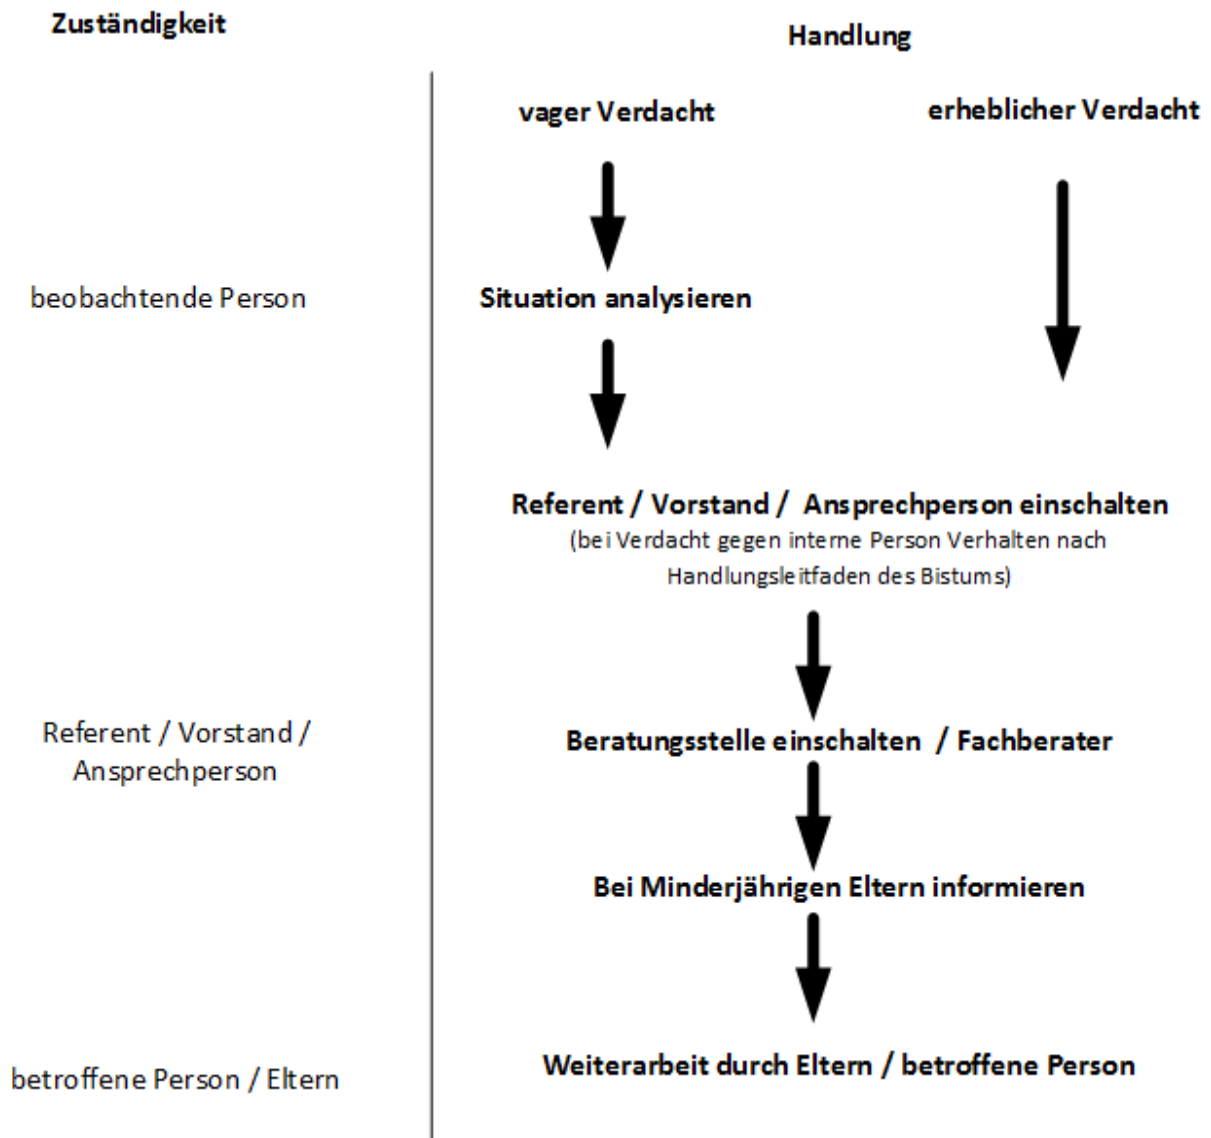 Zuständigkeit
Handlung
vager Verdacht
erheblicher Verdacht
beobachtende Person
Situation analysieren
Referent / Vorstand / Ansprechperson einschalten
(bei Verdacht gegen interne Person Verhalten nach
Handlungsleitfaden des Bistums)
Referent / Vorstand /
Ansprechperson
Beratungsstelle einschalten / Fachberater
Bei Minderjährigen Eltern informieren
betroffene Person / Eltern
Weiterarbeit durch Eltern / betroffene Person